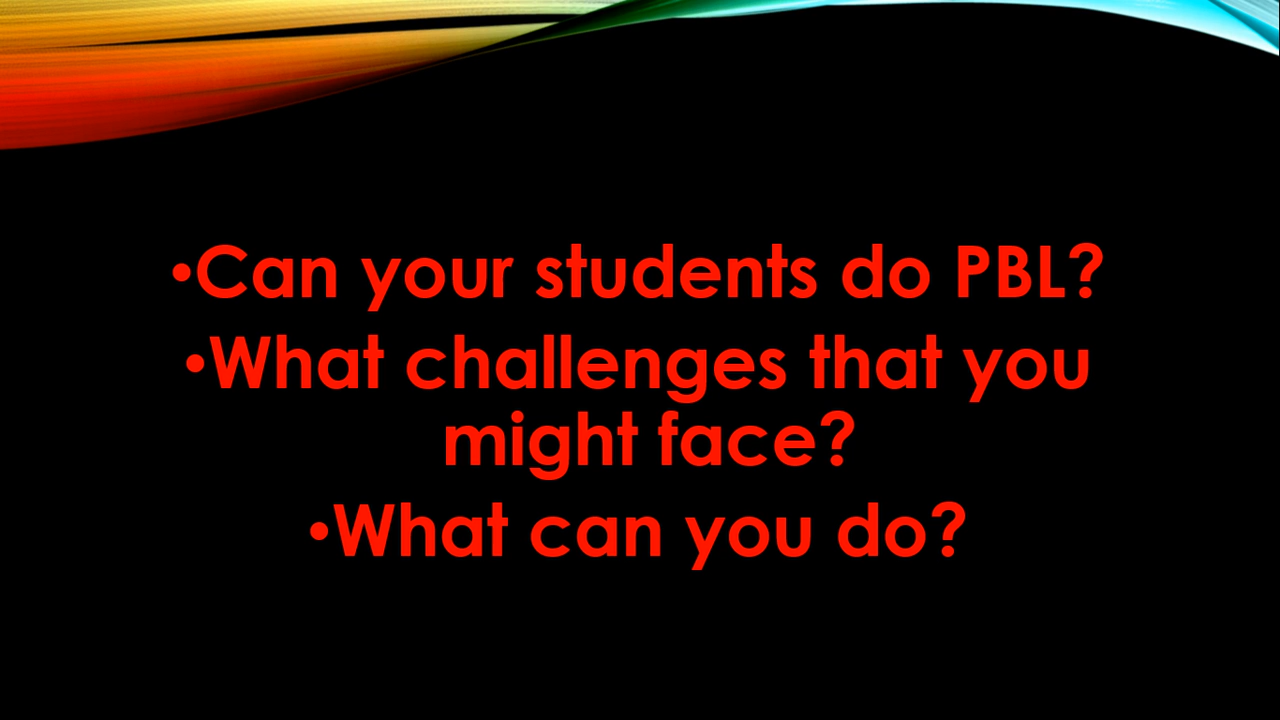 •Can your students do PBL?
•What challenges that you
might face?
•What can you do?